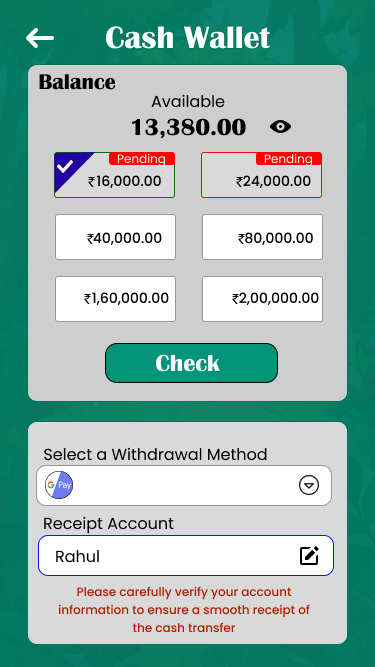 Cash Wallet
Balance
Available
13,380.00
Pending
₹16,000.00
Pending
₹24,000.00
₹40,000.00
₹80,000.00
₹1,60,000.00
₹2,00,000.00
Check
Select a Withdrawal Method
G Pay
Receipt Account
Rahul
Please carefully verify your account
information to ensure a smooth receipt of
the cash transfer